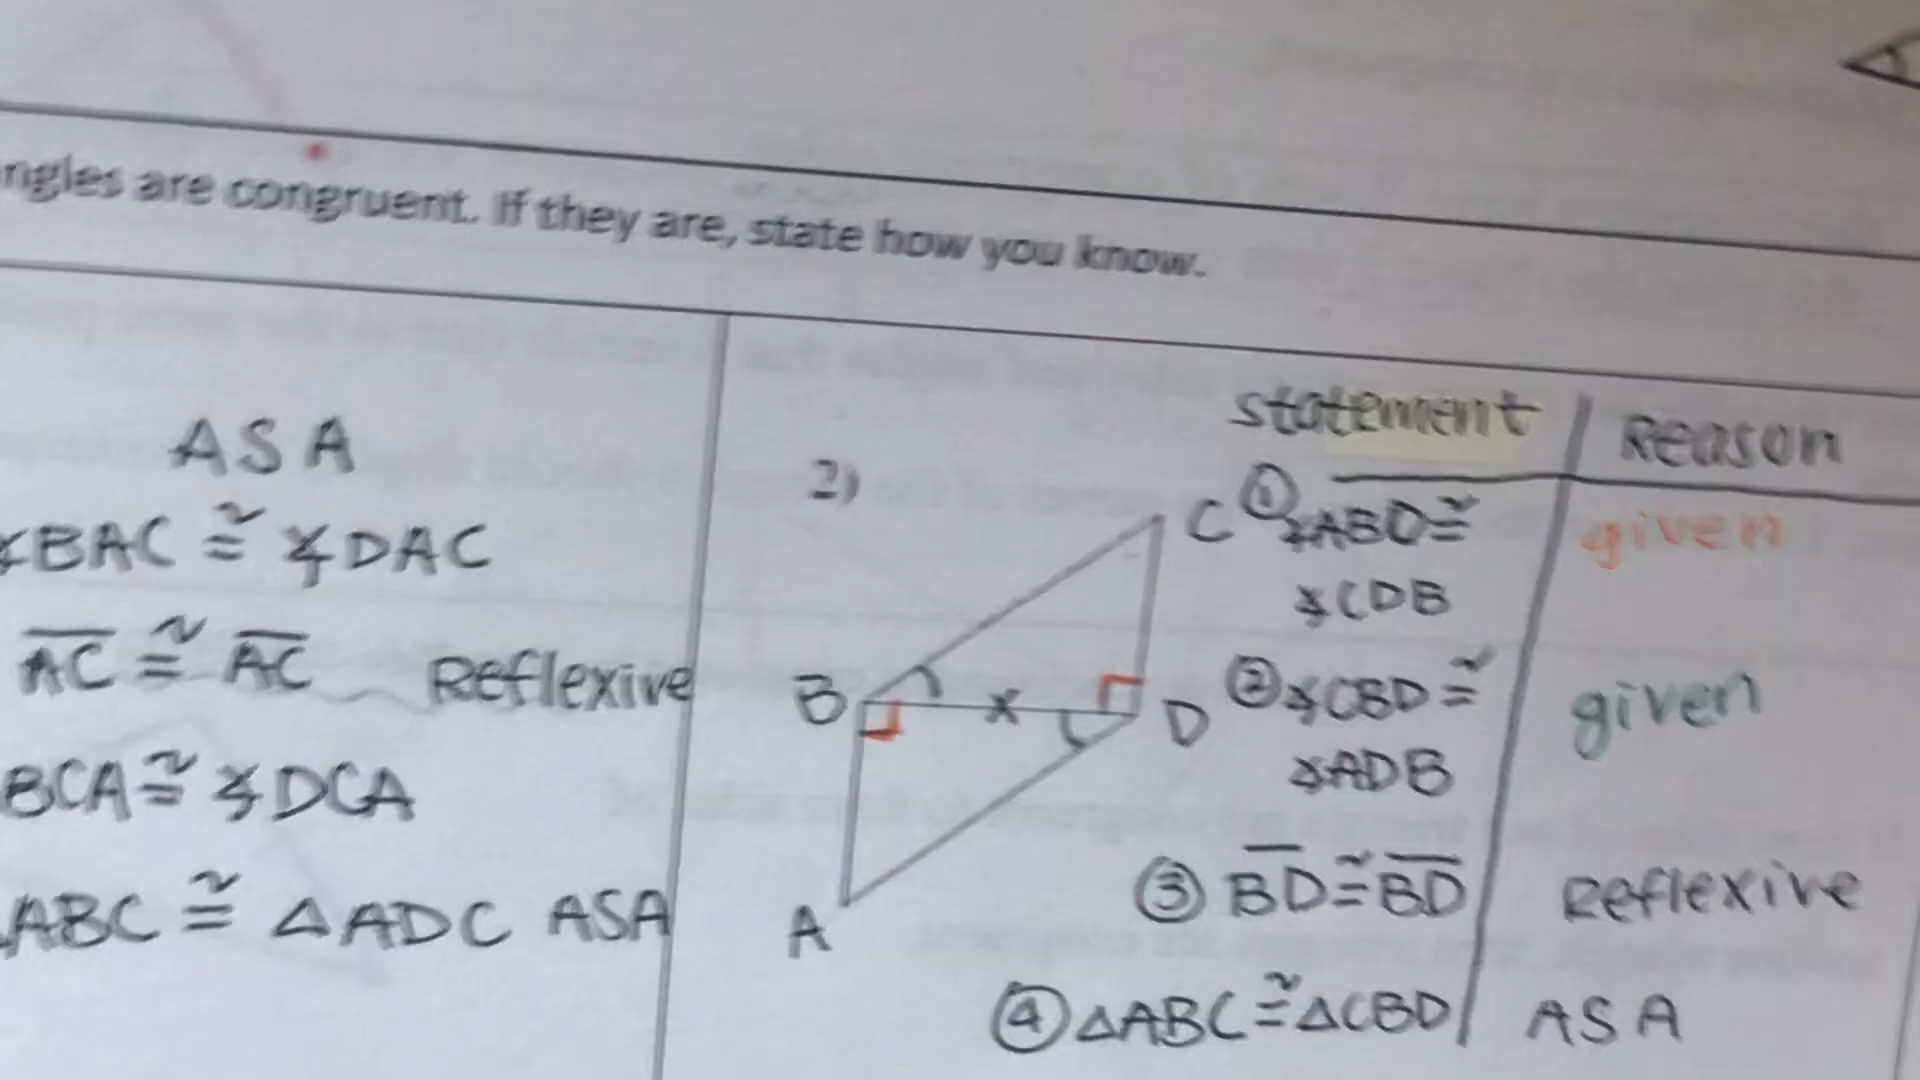 ngles are congruent. If they are, state how you know.
ASA
∡BAC ≅ ∡DAC
AC ≅ AC Reflexive
BCA ≅ ∡DCA
ABC ≅ △ADC ASA
2)
statement Reason
① ∡ABD ≅ given
∡CDB
② ∡CBD ≅ given
∡ADB
③ BD ≅ BD Reflexive
④ △ABC ≅ △CBD ASA
C
B x D
A